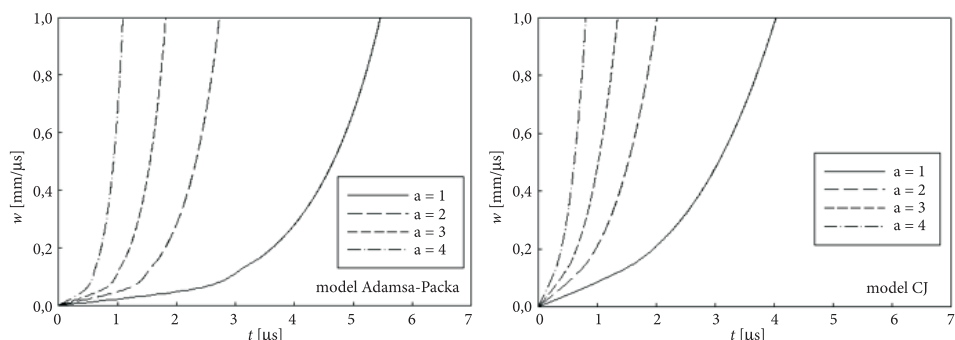 1,0
0,8
0,6
0,4
0,2
0,0
w [mm/µs]
a = 1
a = 2
a = 3
a = 4
model Adamsa-Packa
0 1 2 3 4 5 6 7
t [µs]
1,0
0,8
0,6
0,4
0,2
0,0
w [mm/µs]
a = 1
a = 2
a = 3
a = 4
model CJ
0 1 2 3 4 5 6 7
t [µs]